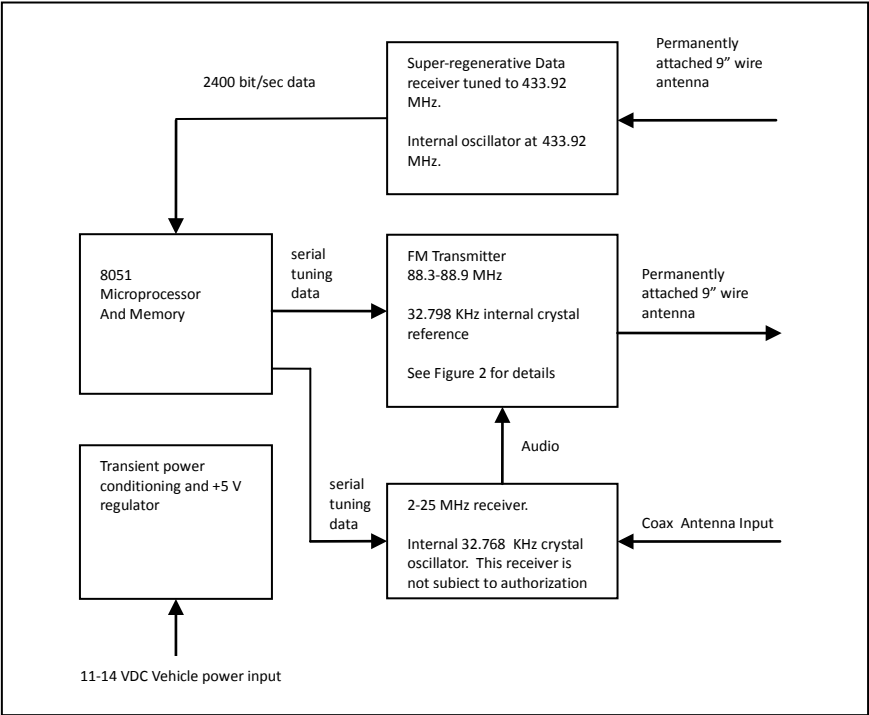 Super-regenerative Data
receiver tuned to 433.92
MHz.
Internal oscillator at 433.92
MHz.
Permanently
attached 9” wire
antenna
2400 bit/sec data
8051
Microprocessor
And Memory
serial
tuning
data
FM Transmitter
88.3-88.9 MHz
32.798 KHz internal crystal
reference
See Figure 2 for details
Permanently
attached 9” wire
antenna
Audio
Transient power
conditioning and +5 V
regulator
serial
tuning
data
2-25 MHz receiver.
Internal 32.768 KHz crystal
oscillator. This receiver is
not subject to authorization
Coax Antenna Input
11-14 VDC Vehicle power input